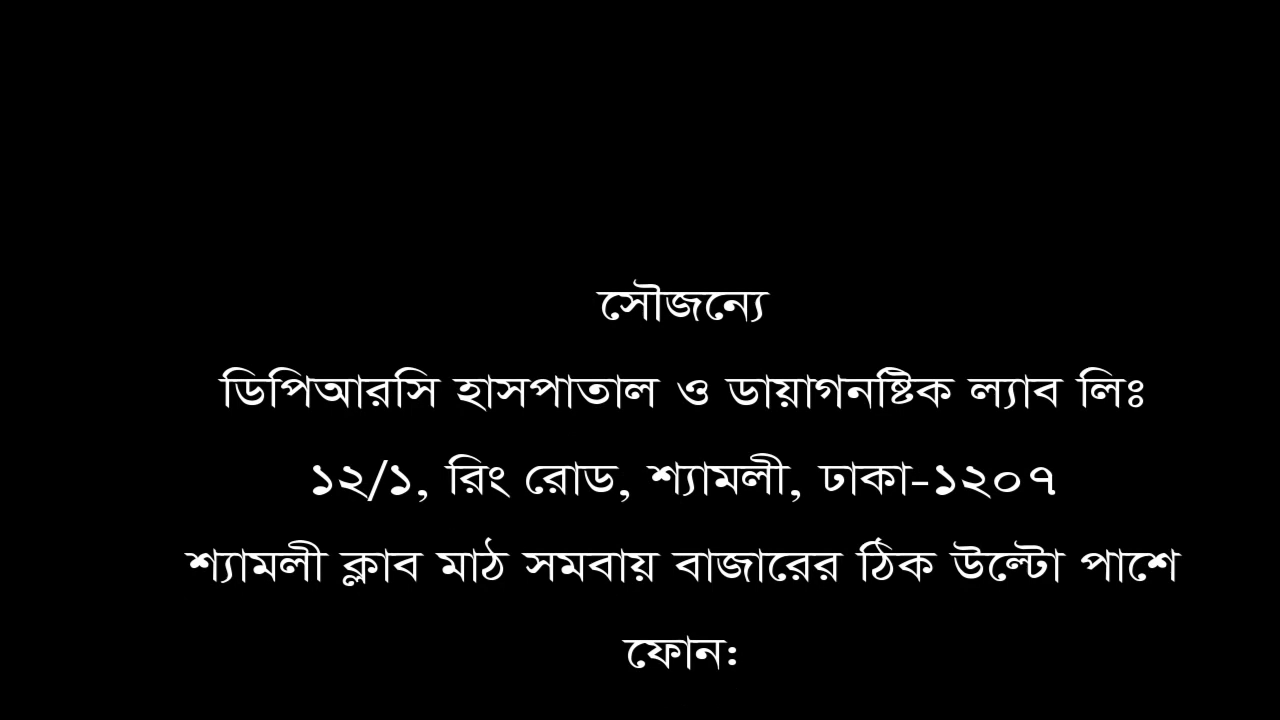 সৌজন্যে
ডিপিআরসি হাসপাতাল ও ডায়াগনষ্টিক ল্যাব লিঃ
১২/১, রিং রোড, শ্যামলী, ঢাকা-১২০৭
শ্যামলী ক্লাব মাঠ সমবায় বাজারের ঠিক উল্টো পাশে
ফোন: